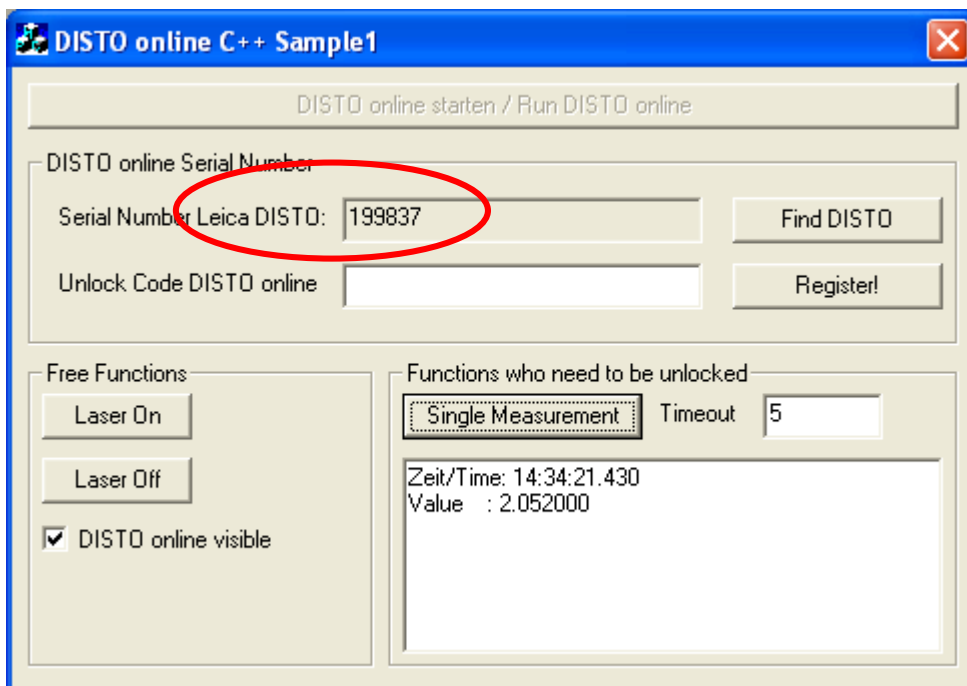 DISTO online C++ Sample1
DISTO online starten / Run DISTO online
DISTO online Serial Number
Serial Number Leica DISTO: 199837 Find DISTO
Unlock Code DISTO online Register!
Free Functions
Laser On
Laser Off
DISTO online visible
Functions who need to be unlocked
Single Measurement Timeout 5
Zeit/Time: 14:34:21.430
Value : 2.052000